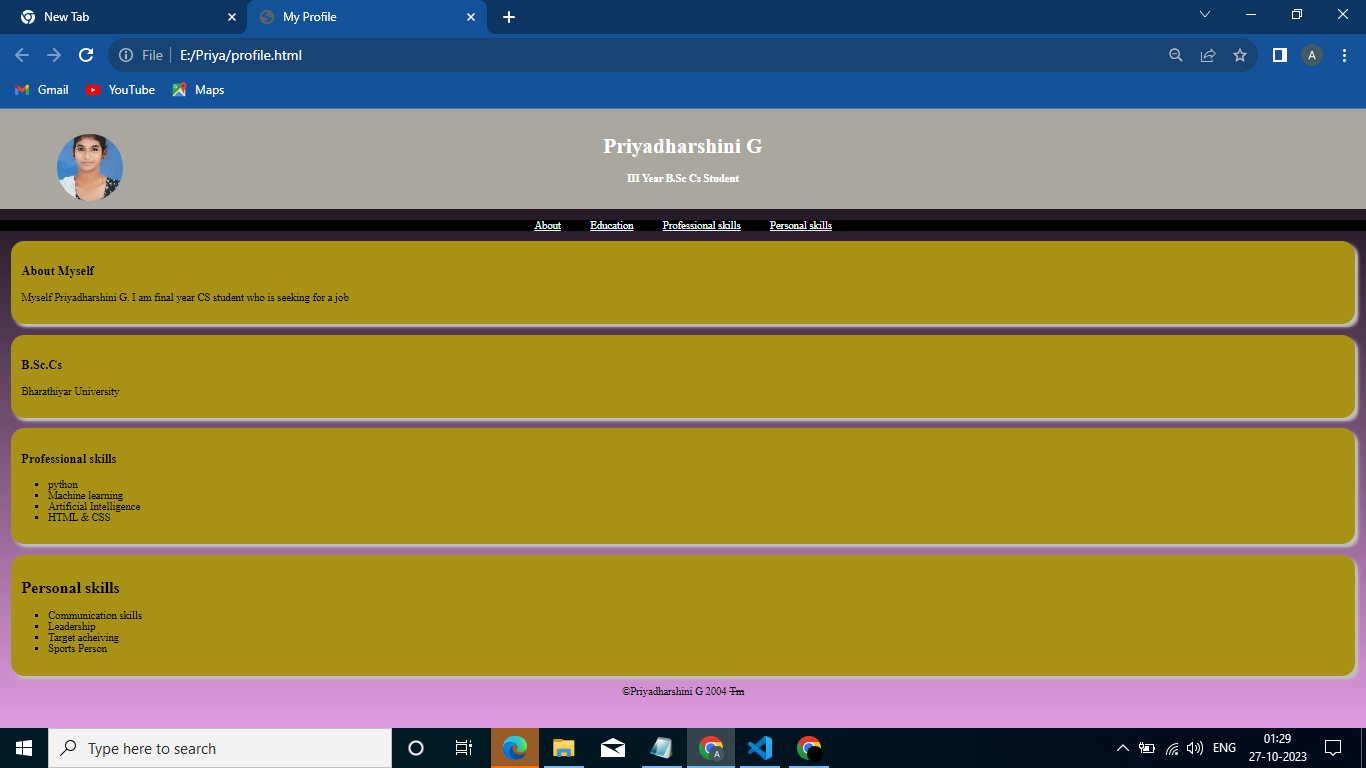 New Tab
My Profile
File
E:/Priya/profile.html
A
Gmail
YouTube
Maps
Priyadharshini G
III Year B.Sc Cs Student
About Education Professional skills Personal skills
About Myself
Myself Priyadharshini G. I am final year CS student who is seeking for a job
B.Sc.Cs
Bharathiyar University
Professional skills
python
Machine learning
Artificial Intelligence
HTML & CSS
Personal skills
Communication skills
Leadership
Target acheiving
Sports Person
©Priyadharshini G 2004 Tm
Type here to search
A
ENG
01:29
27-10-2023